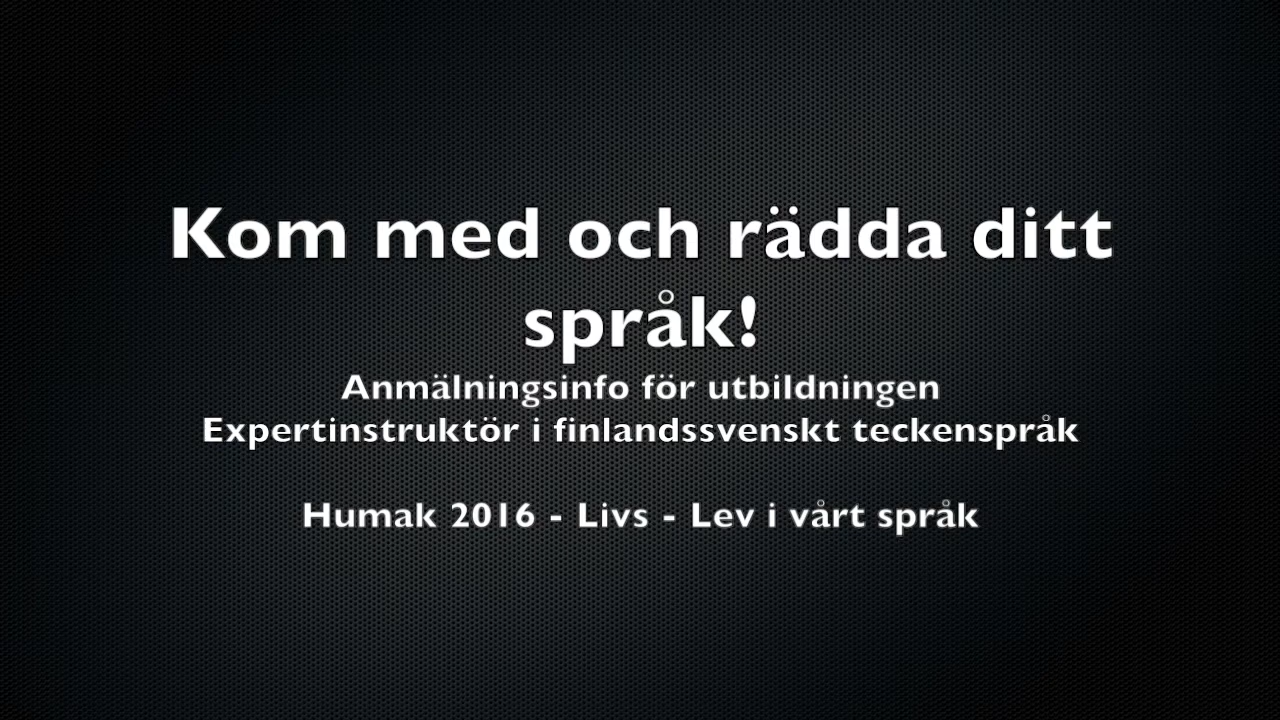 Kom med och rädda ditt
språk!
Anmälningsinfo för utbildningen
Expertinstruktör i finlandssvenskt teckenspråk
Humak 2016 - Livs - Lev i vårt språk